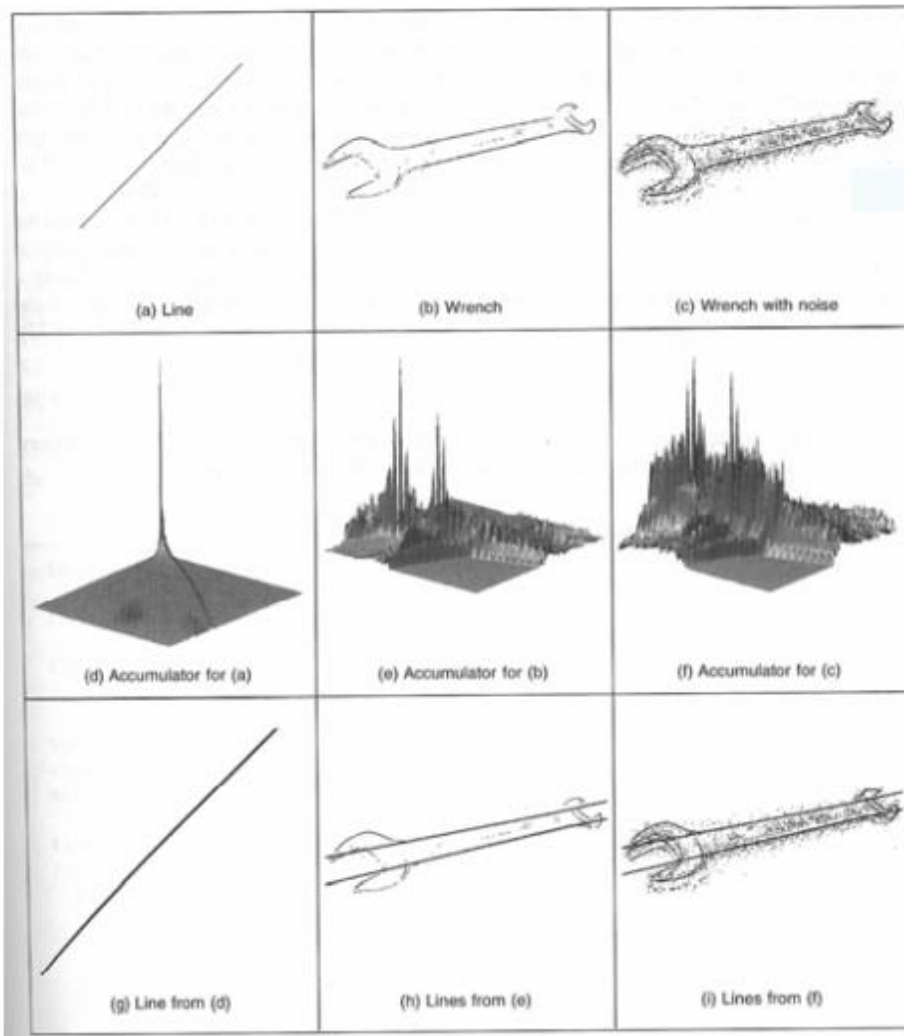 (a) Line
(b) Wrench
(c) Wrench with noise
(d) Accumulator for (a)
(e) Accumulator for (b)
(f) Accumulator for (c)
(g) Line from (d)
(h) Lines from (e)
(i) Lines from (f)